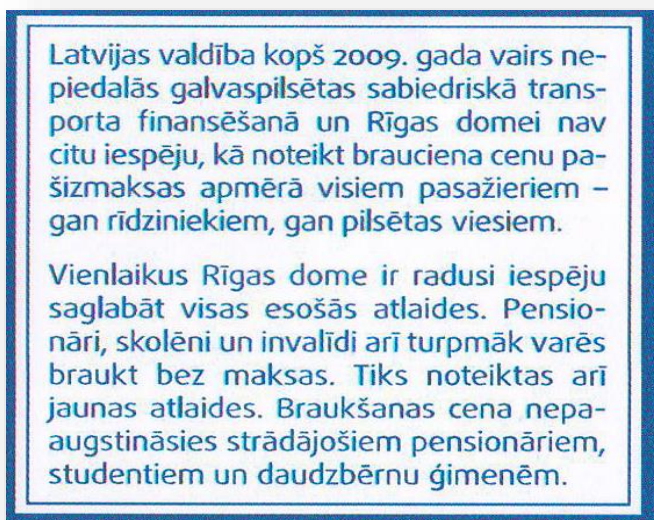 Latvijas valdība kopš 2009. gada vairs ne-
piedalās galvaspilsētas sabiedriskā trans-
porta finansēšanā un Rīgas domei nav
citu iespēju, kā noteikt brauciena cenu pa-
šizmaksas apmērā visiem pasažieriem –
gan rīdziniekiem, gan pilsētas viesiem.
Vienlaikus Rīgas dome ir radusi iespēju
saglabāt visas esošās atlaides. Pensio-
nāri, skolēni un invalīdi arī turpmāk varēs
braukt bez maksas. Tiks noteiktas arī
jaunas atlaides. Braukšanas cena nepa-
augstināsies strādājošiem pensionāriem,
studentiem un daudzbērnu ģimenēm.